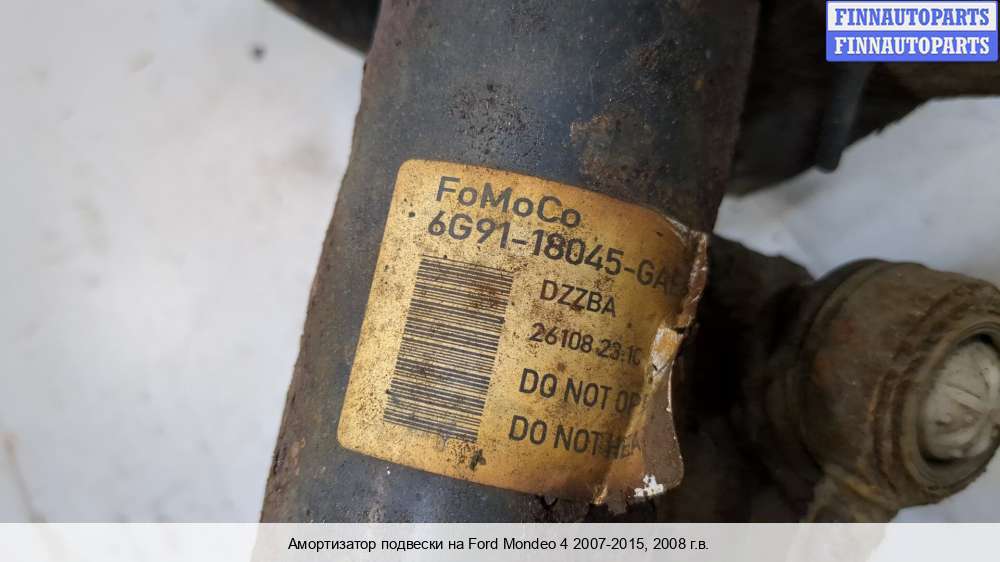 FINNAUTOPARTS
FINNAUTOPARTS
FoMoCo
6G91-18045-GAE
DZZBA
26108 23:10
DO NOT OP
DO NOT HEA
Амортизатор подвески на Ford Mondeo 4 2007-2015, 2008 г.в.